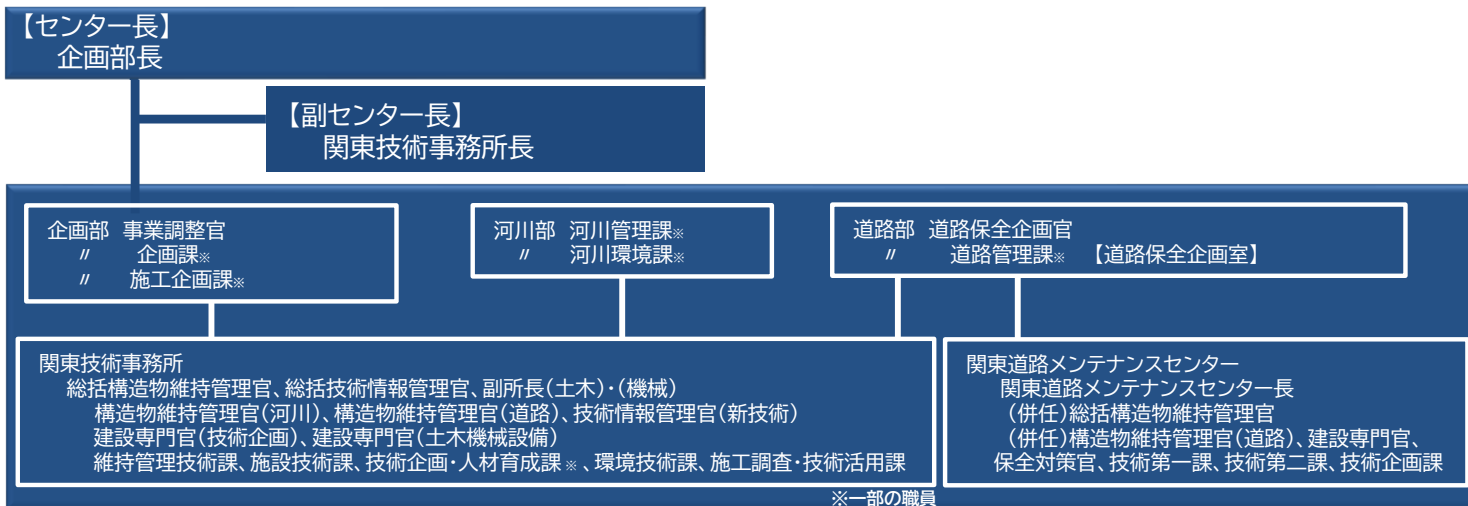 【センター長】
企画部長
【副センター長】
関東技術事務所長
企画部 事業調整官
〃 企画課※
〃 施工企画課※
河川部 河川管理課※
〃 河川環境課※
道路部 道路保全企画官
〃 道路管理課※ 【道路保全企画室】
関東技術事務所
総括構造物維持管理官、総括技術情報管理官、副所長(土木)・(機械)
構造物維持管理官(河川)、構造物維持管理官(道路)、技術情報管理官(新技術)
建設専門官(技術企画)、建設専門官(土木機械設備)
維持管理技術課、施設技術課、技術企画・人材育成課※、環境技術課、施工調査・技術活用課
関東道路メンテナンスセンター
関東道路メンテナンスセンター長
(併任)総括構造物維持管理官
(併任)構造物維持管理官(道路)、建設専門官、
保全対策官、技術第一課、技術第二課、技術企画課
※一部の職員